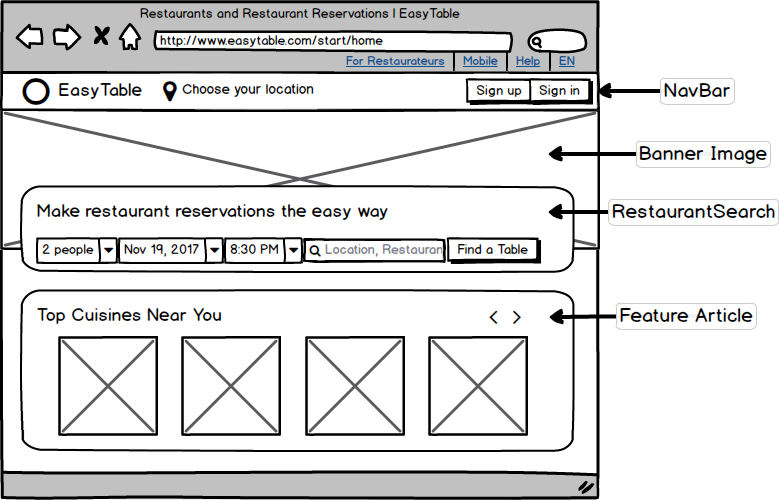 Restaurants and Restaurant Reservations | EasyTable
http://www.easytable.com/start/home
For Restaurateurs Mobile Help EN
EasyTable Choose your location Sign up Sign in NavBar
Banner Image
Make restaurant reservations the easy way RestaurantSearch
2 people Nov 19, 2017 8:30 PM Location, Restauran Find a Table
Top Cuisines Near You Feature Article